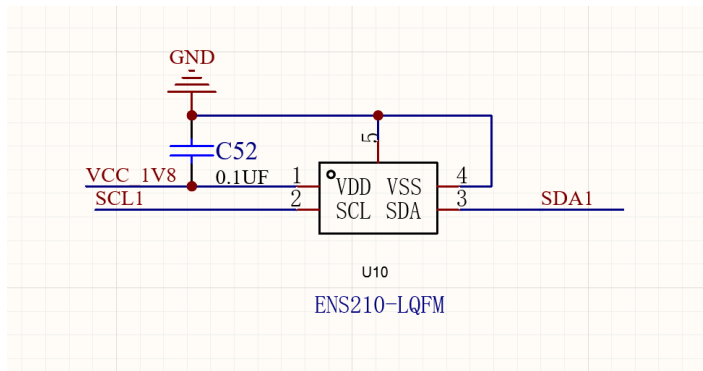 GND
5
C52
VCC_1V8
0.1UF
1
VDD VSS
4
SCL1
2
SCL SDA
3
SDA1
U10
ENS210-LQFM